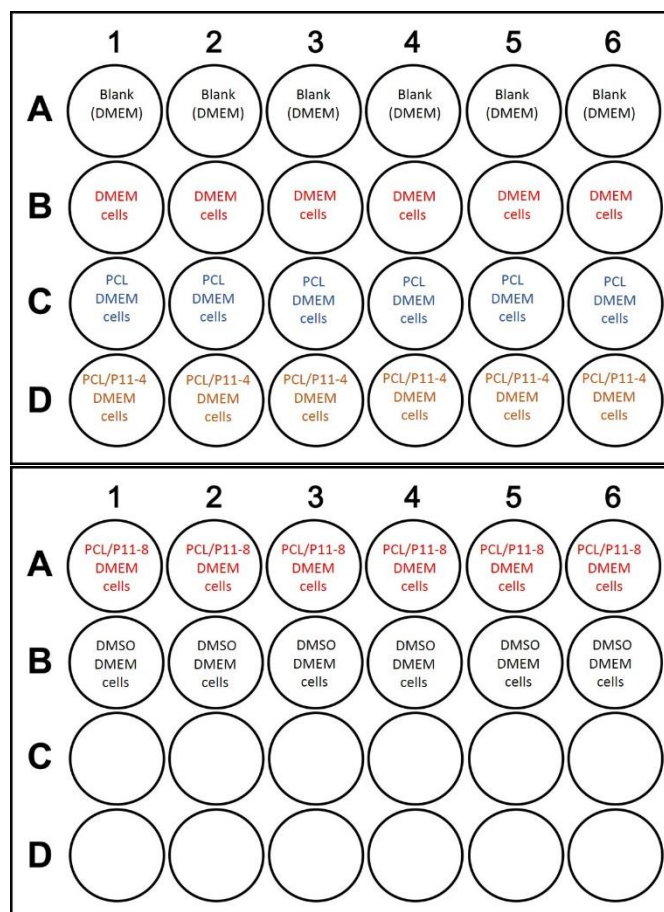 1 2 3 4 5 6
A
Blank Blank Blank Blank Blank Blank
(DMEM) (DMEM) (DMEM) (DMEM) (DMEM) (DMEM)
B
DMEM DMEM DMEM DMEM DMEM DMEM
cells cells cells cells cells cells
C
PCL PCL PCL PCL PCL PCL
DMEM DMEM DMEM DMEM DMEM DMEM
cells cells cells cells cells cells
D
PCL/P11-4 PCL/P11-4 PCL/P11-4 PCL/P11-4 PCL/P11-4 PCL/P11-4
DMEM DMEM DMEM DMEM DMEM DMEM
cells cells cells cells cells cells
1 2 3 4 5 6
A
PCL/P11-8 PCL/P11-8 PCL/P11-8 PCL/P11-8 PCL/P11-8 PCL/P11-8
DMEM DMEM DMEM DMEM DMEM DMEM
cells cells cells cells cells cells
B
DMSO DMSO DMSO DMSO DMSO DMSO
DMEM DMEM DMEM DMEM DMEM DMEM
cells cells cells cells cells cells
C
D